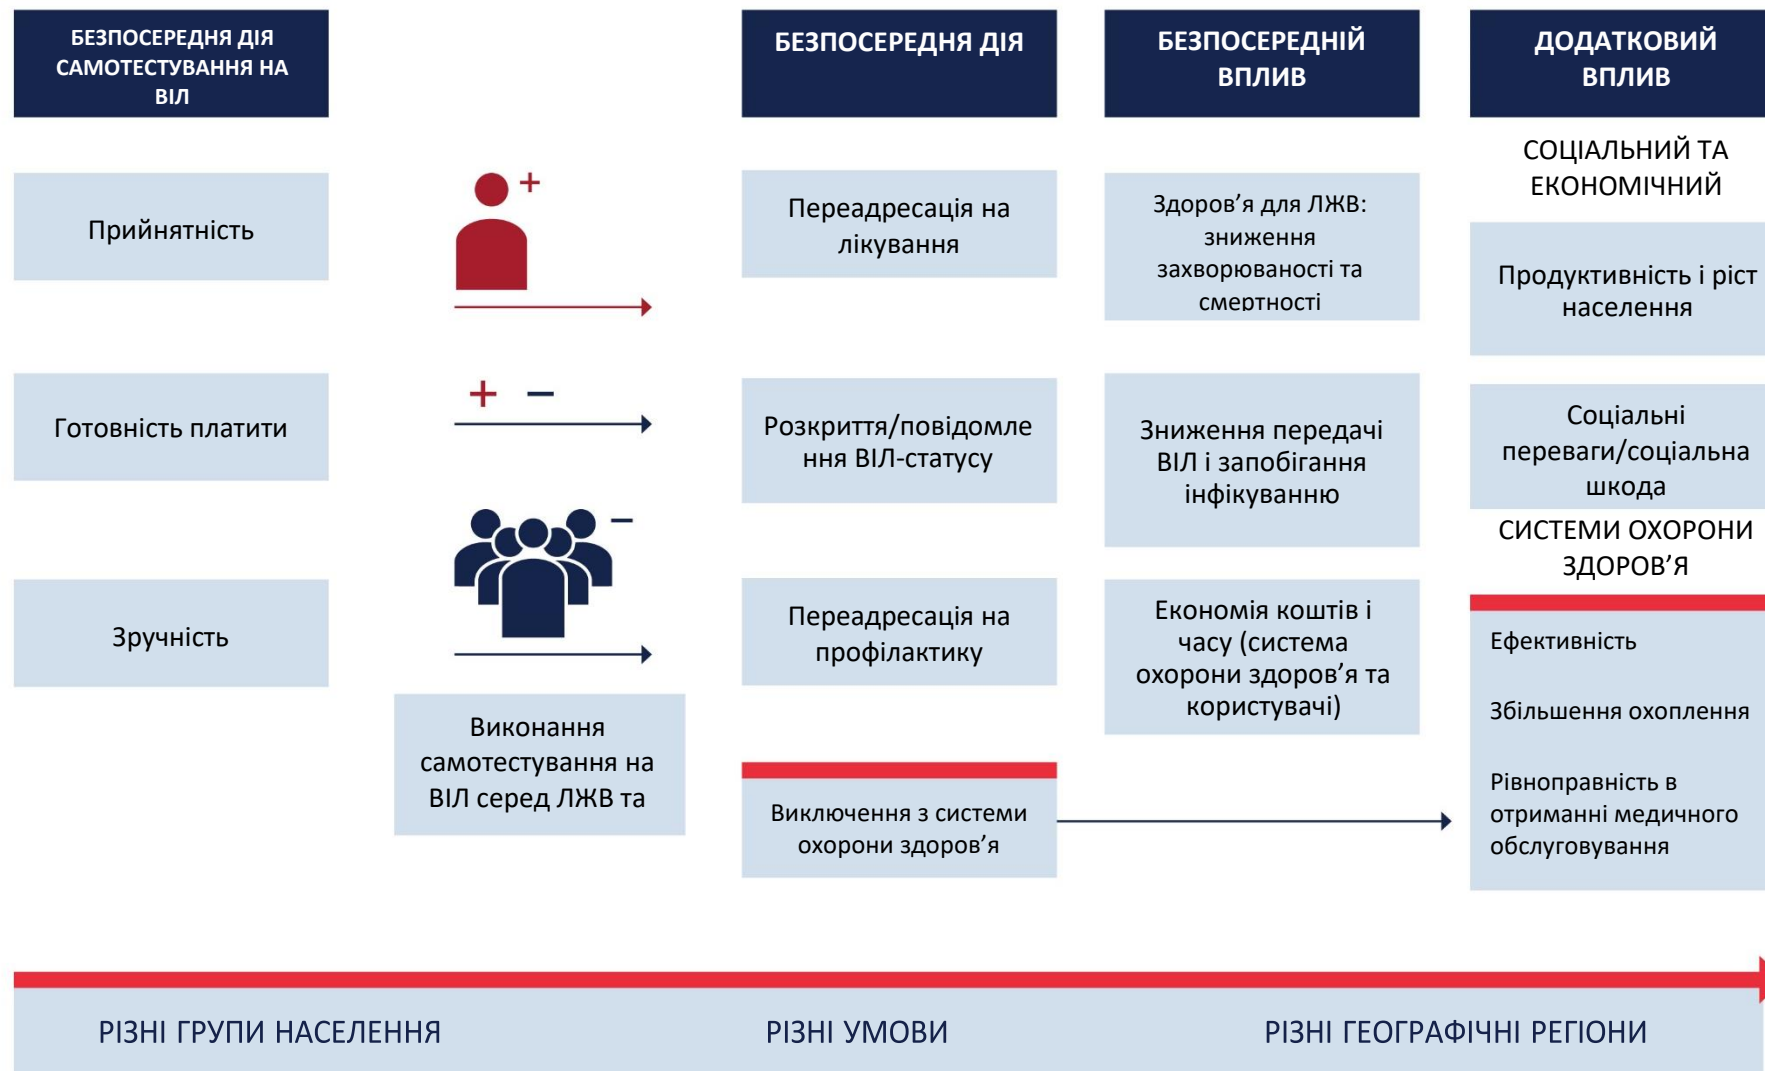 БЕЗПОСЕРЕДНЯ ДІЯ
САМОТЕСТУВАННЯ НА
ВІЛ
Прийнятність
Готовність платити
Зручність
+
+ −
−
Виконання
самотестування на
ВІЛ серед ЛЖВ та
БЕЗПОСЕРЕДНЯ ДІЯ
Переадресація на
лікування
Розкриття/повідомле
ння ВІЛ-статусу
Переадресація на
профілактику
Виключення з системи
охорони здоров’я
БЕЗПОСЕРЕДНІЙ
ВПЛИВ
Здоров’я для ЛЖВ:
зниження
захворюваності та
смертності
Зниження передачі
ВІЛ і запобігання
інфікуванню
Економія коштів і
часу (система
охорони здоров’я та
користувачі)
ДОДАТКОВИЙ
ВПЛИВ
СОЦІАЛЬНИЙ ТА
ЕКОНОМІЧНИЙ
Продуктивність і ріст
населення
Соціальні
переваги/соціальна
шкода
СИСТЕМИ ОХОРОНИ
ЗДОРОВ’Я
Ефективність
Збільшення охоплення
Рівноправність в
отриманні медичного
обслуговування
РІЗНІ ГРУПИ НАСЕЛЕННЯ
РІЗНІ УМОВИ
РІЗНІ ГЕОГРАФІЧНІ РЕГІОНИ